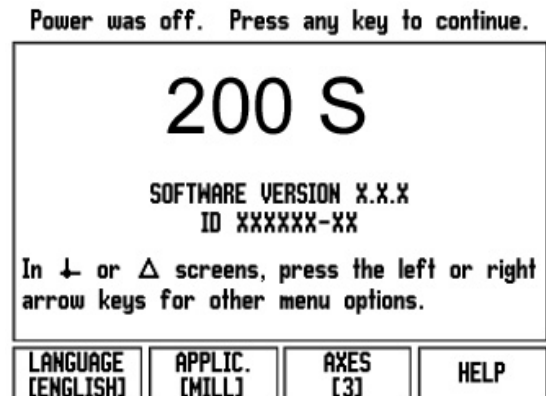 Power was off. Press any key to continue.
200 S
SOFTWARE VERSION X.X.X
ID XXXXXX-XX
In ⸸ or Δ screens, press the left or right
arrow keys for other menu options.
LANGUAGE APPLIC. AXES HELP
[ENGLISH] [MILL] [3]